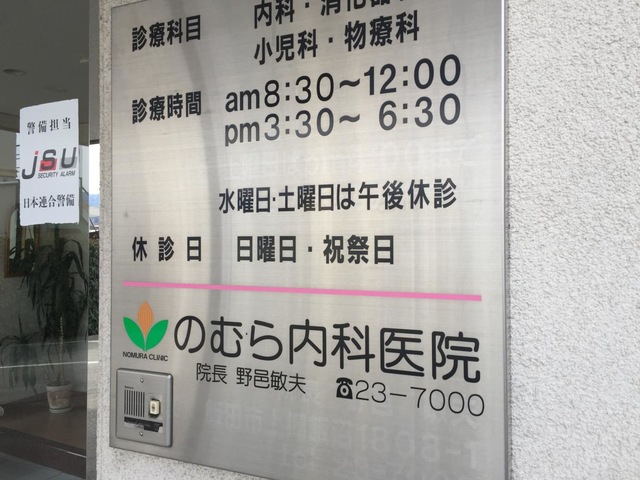 診療科目
内科・消化器
小児科・物療科
診療時間
am8:30〜12:00
pm3:30〜 6:30
水曜日・土曜日は午後休診
休診日 日曜日・祝祭日
NOMURA CLINIC
のむら内科医院
院長 野邑敏夫 ☎23-7000
警備担当
JSU
SECURITY ALARM
日本連合警備